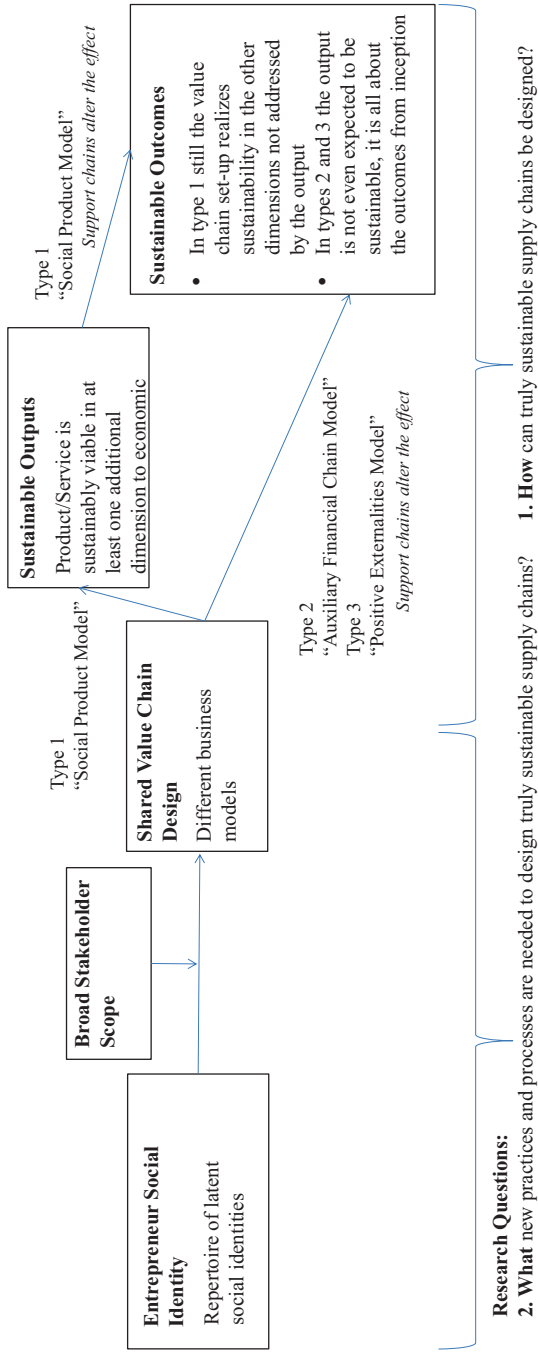 Entrepreneur Social
Identity
Repertoire of latent
social identities
Broad Stakeholder
Scope
Shared Value Chain
Design
Different business
models
Type 1
“Social Product Model”
Sustainable Outputs
Product/Service is
sustainably viable in at
least one additional
dimension to economic
Type 1
“Social Product Model”
Support chains alter the effect
Type 2
“Auxiliary Financial Chain Model”
Type 3
“Positive Externalities Model”
Support chains alter the effect
Sustainable Outcomes
• In type 1 still the value
chain set-up realizes
sustainability in the other
dimensions not addressed
by the output
• In types 2 and 3 the output
is not even expected to be
sustainable, it is all about
the outcomes from inception
Research Questions:
2. What new practices and processes are needed to design truly sustainable supply chains?
1. How can truly sustainable supply chains be designed?